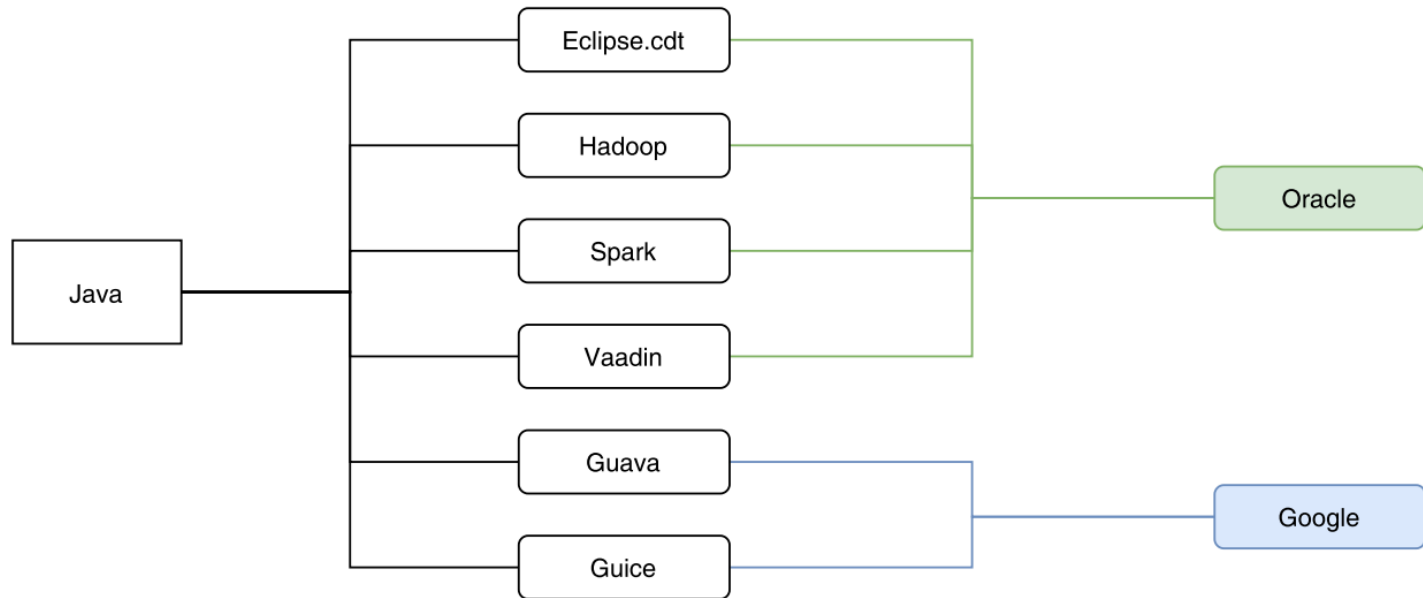 Eclipse.cdt
Hadoop
Oracle
Spark
Java
Vaadin
Guava
Google
Guice